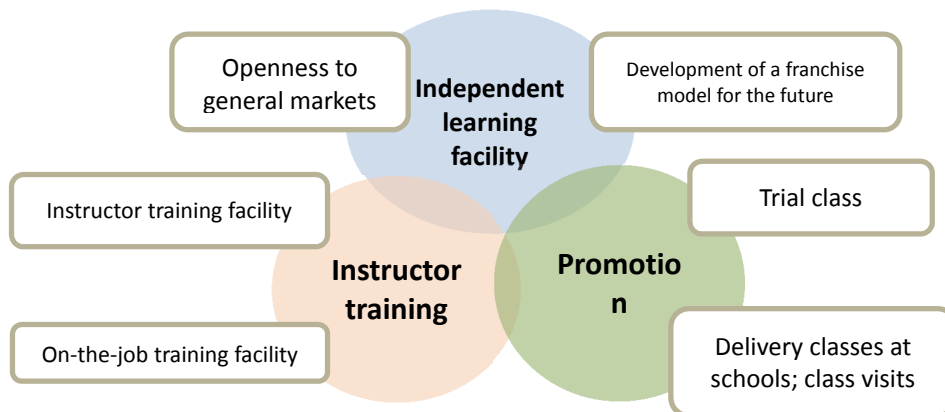 Openness to
general markets
Independent
learning
facility
Development of a franchise
model for the future
Instructor training facility
Trial class
Instructor
training
Promotio
n
On-the-job training facility
Delivery classes at
schools; class visits